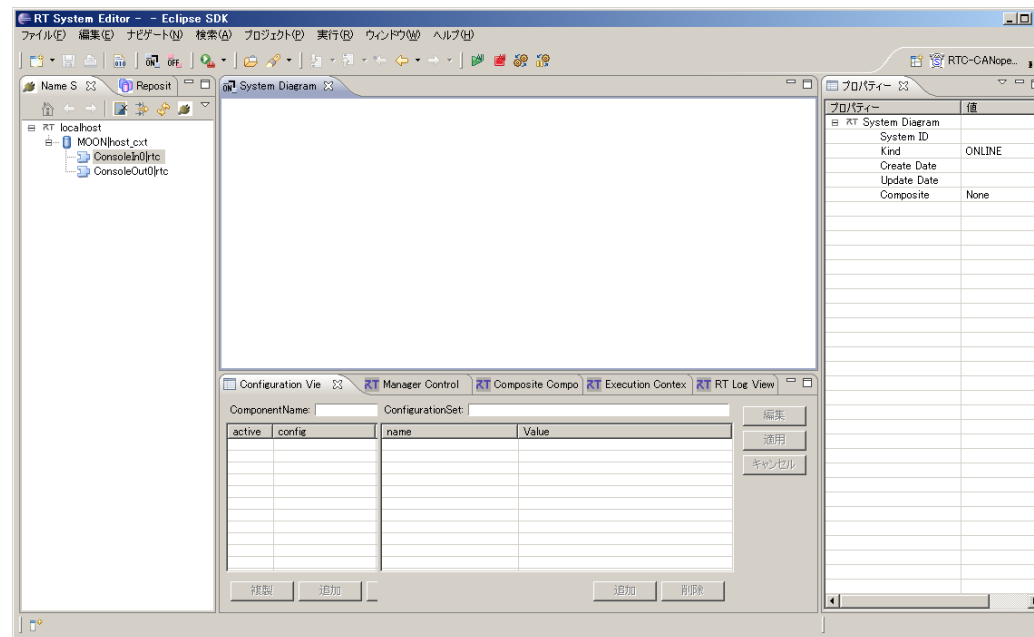 RT System Editor - - Eclipse SDK
ファイル(F) 編集(E) ナビゲート(N) 検索(A) プロジェクト(P) 実行(R) ウィンドウ(W) ヘルプ(H)
RTC-CANope...
Name S
Reposit
System Diagram
プロパティー
RT localhost
MOON|host_cxt
ConsoleIn0|rtc
ConsoleOut0|rtc
プロパティー 値
RT System Diagram
System ID
Kind ONLINE
Create Date
Update Date
Composite None
Configuration Vie
RT Manager Control
RT Composite Compo
RT Execution Contex
RT RT Log View
ComponentName: ConfigurationSet:
編集
active config name Value
適用
キャンセル
複製 追加 追加 削除